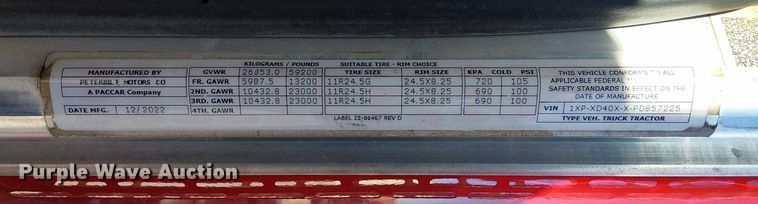 KILOGRAMS / POUNDS SUITABLE TIRE - RIM CHOICE
MANUFACTURED BY GVWR 26853.0 59200 TIRE SIZE RIM SIZE KPA COLD PSI
PETERBILT MOTORS CO FR. GAWR 5987.5 13200 11R24.5G 24.5X8.25 720 105
A PACCAR Company 2ND. GAWR 10432.8 23000 11R24.5H 24.5X8.25 690 100
3RD. GAWR 10432.8 23000 11R24.5H 24.5X8.25 690 100
DATE MFG. 12/2022 4TH. GAWR
THIS VEHICLE CONFORMS TO ALL
APPLICABLE FEDERAL
SAFETY STANDARDS IN EFFECT ON THE
DATE OF MANUFACTURE
VIN 1XP-XD40X-X-PD857225
TYPE VEH. TRUCK TRACTOR
LABEL 22-01467 REV D
Purple Wave Auction